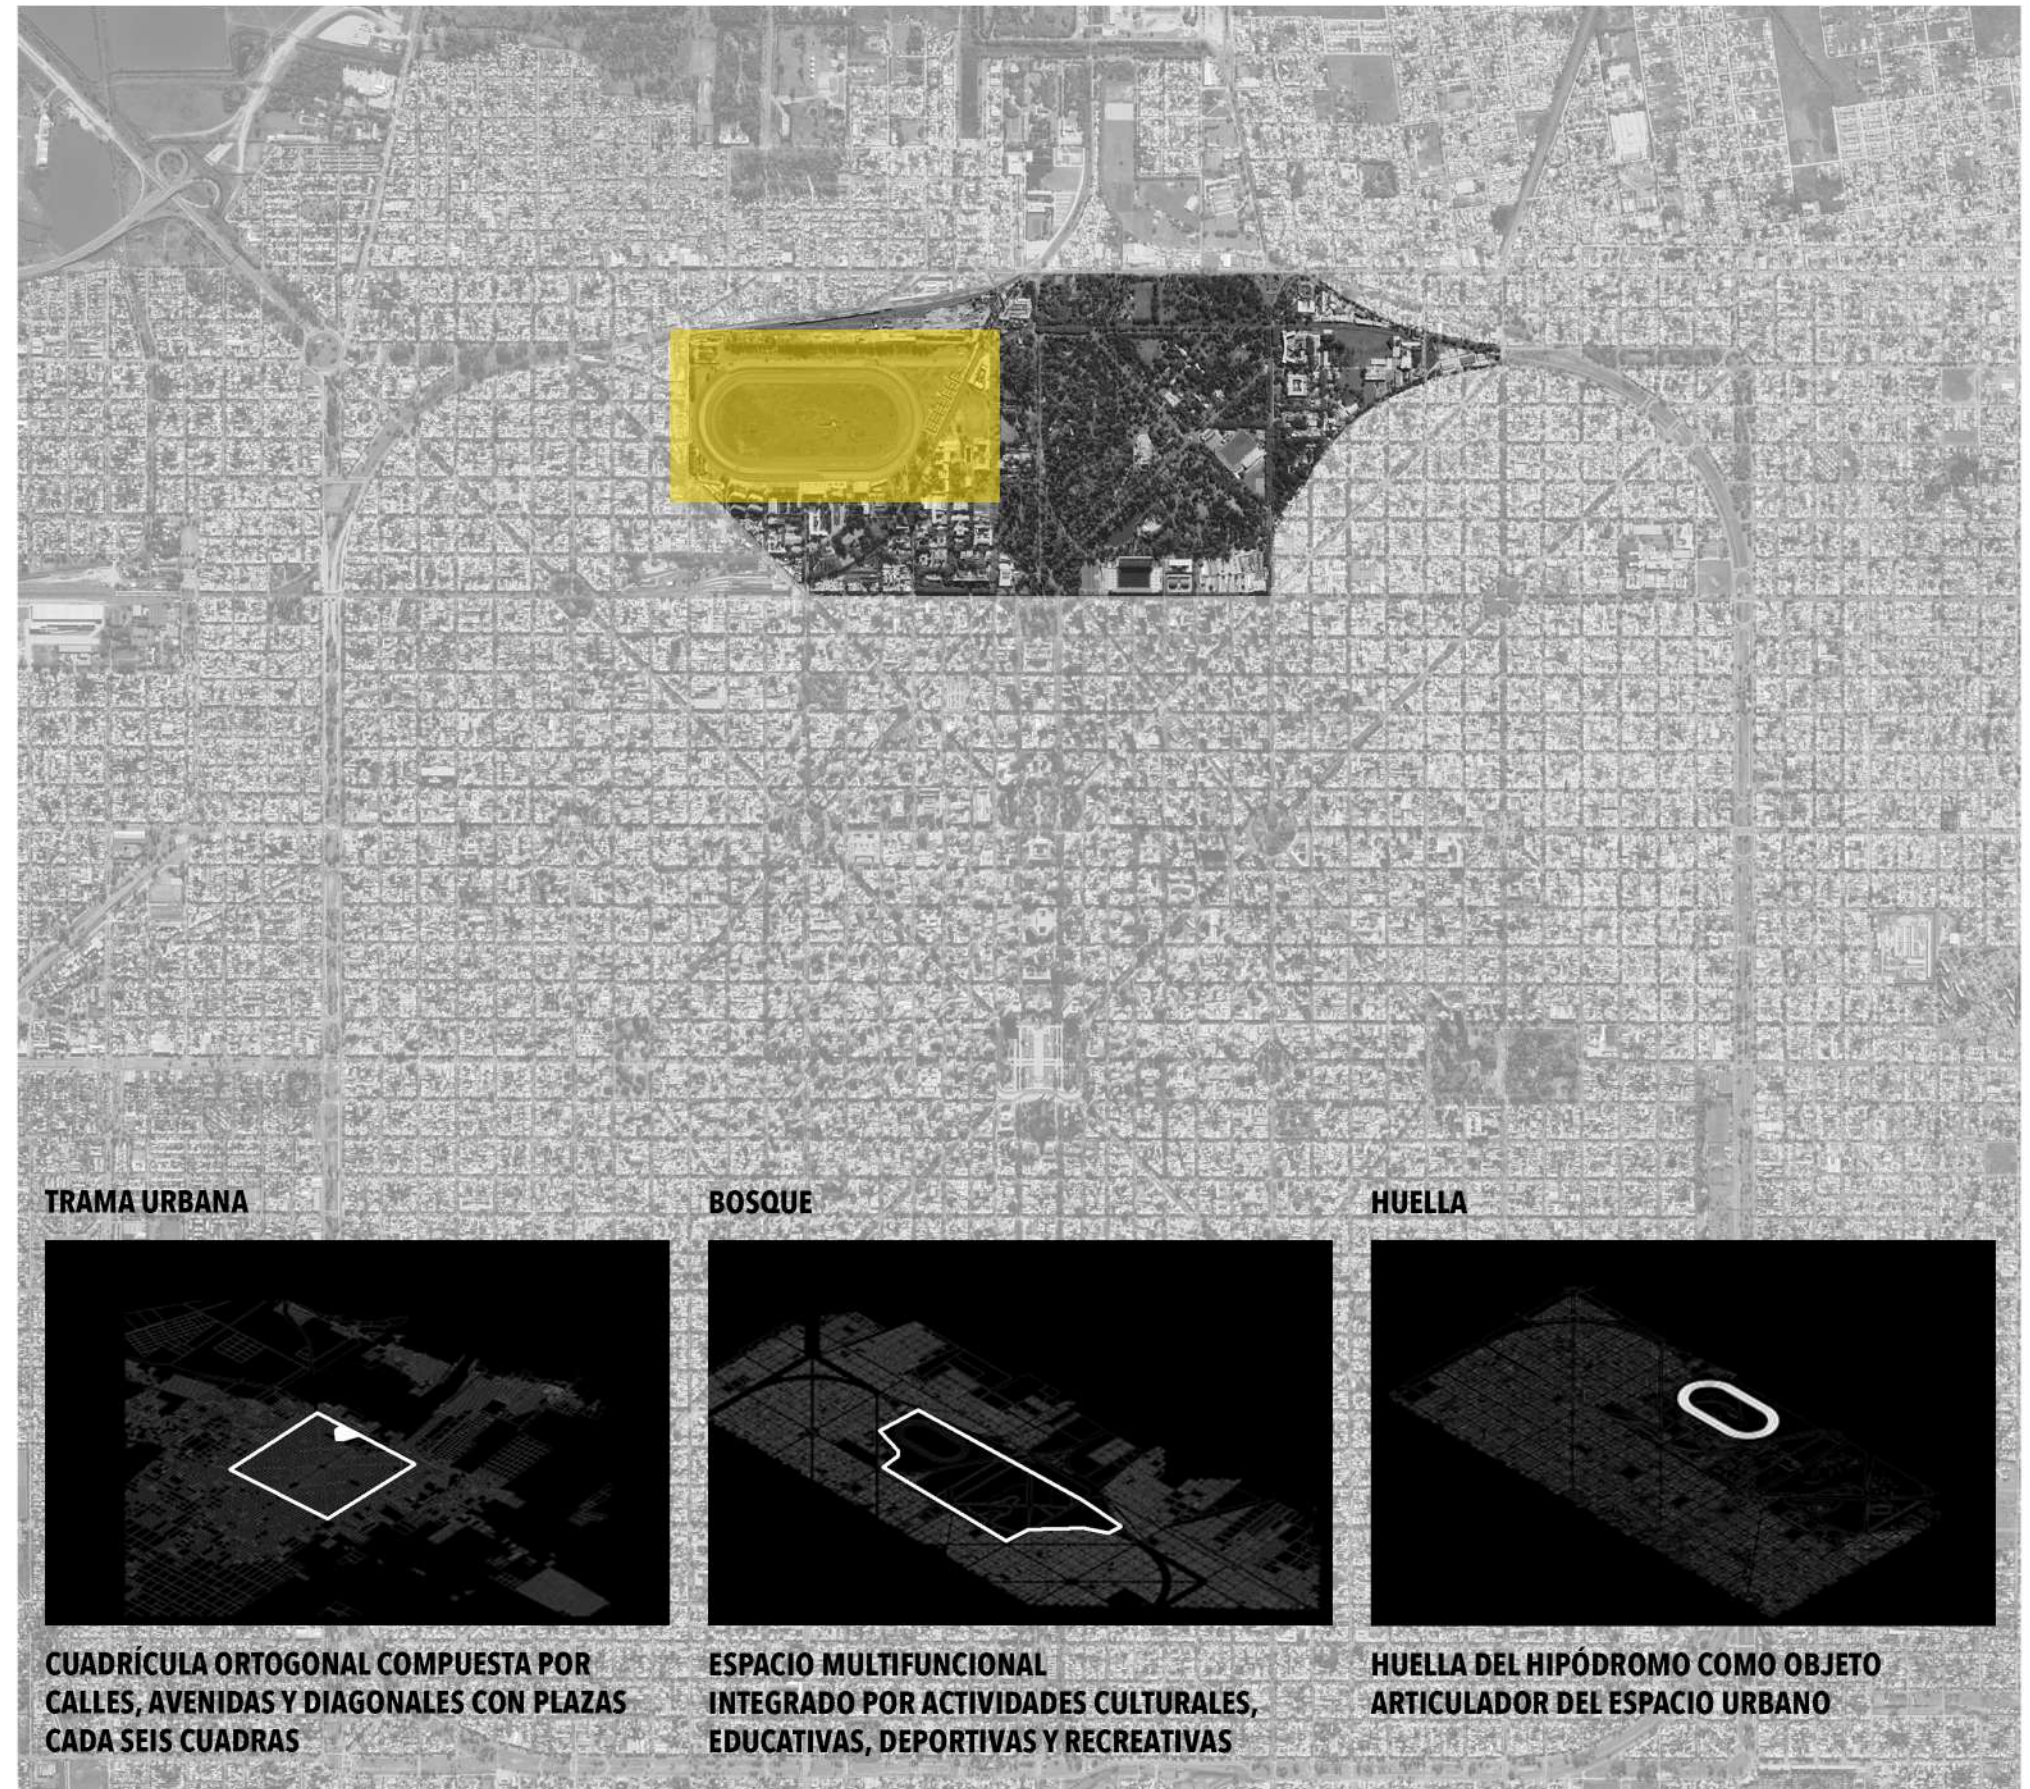 TRAMA URBANA
BOSQUE
HUELLA
CUADRÍCULA ORTOGONAL COMPUESTA POR
CALLES, AVENIDAS Y DIAGONALES CON PLAZAS
CADA SEIS CUADRAS
ESPACIO MULTIFUNCIONAL
INTEGRADO POR ACTIVIDADES CULTURALES,
EDUCATIVAS, DEPORTIVAS Y RECREATIVAS
HUELLA DEL HIPÓDROMO COMO OBJETO
ARTICULADOR DEL ESPACIO URBANO